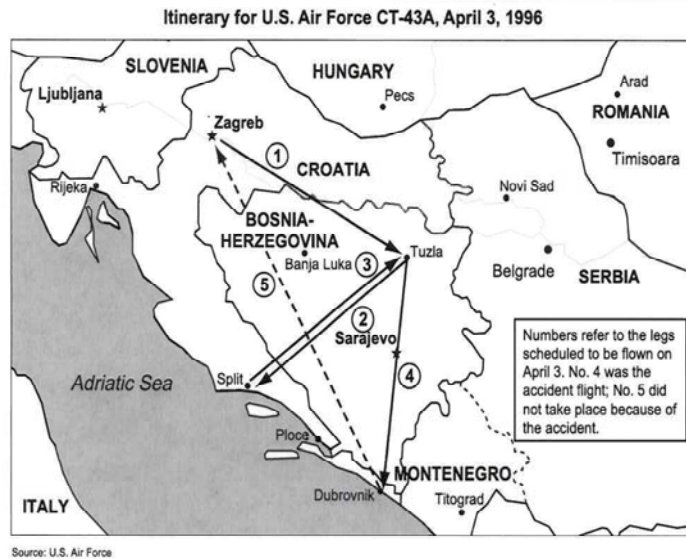 Itinerary for U.S. Air Force CT-43A, April 3, 1996
SLOVENIA
HUNGARY
Arad
Ljubljana
Pecs
ROMANIA
Zagreb
Timisoara
1
CROATIA
Rijeka
Novi Sad
BOSNIA-
HERZEGOVINA
Tuzla
Banja Luka
3
Belgrade
5
SERBIA
2
Sarajevo
Numbers refer to the legs
scheduled to be flown on
April 3. No. 4 was the
accident flight; No. 5 did
not take place because of
the accident.
4
Adriatic Sea
Split
Ploce
MONTENEGRO
Dubrovnik
Titograd
ITALY
Source: U.S. Air Force